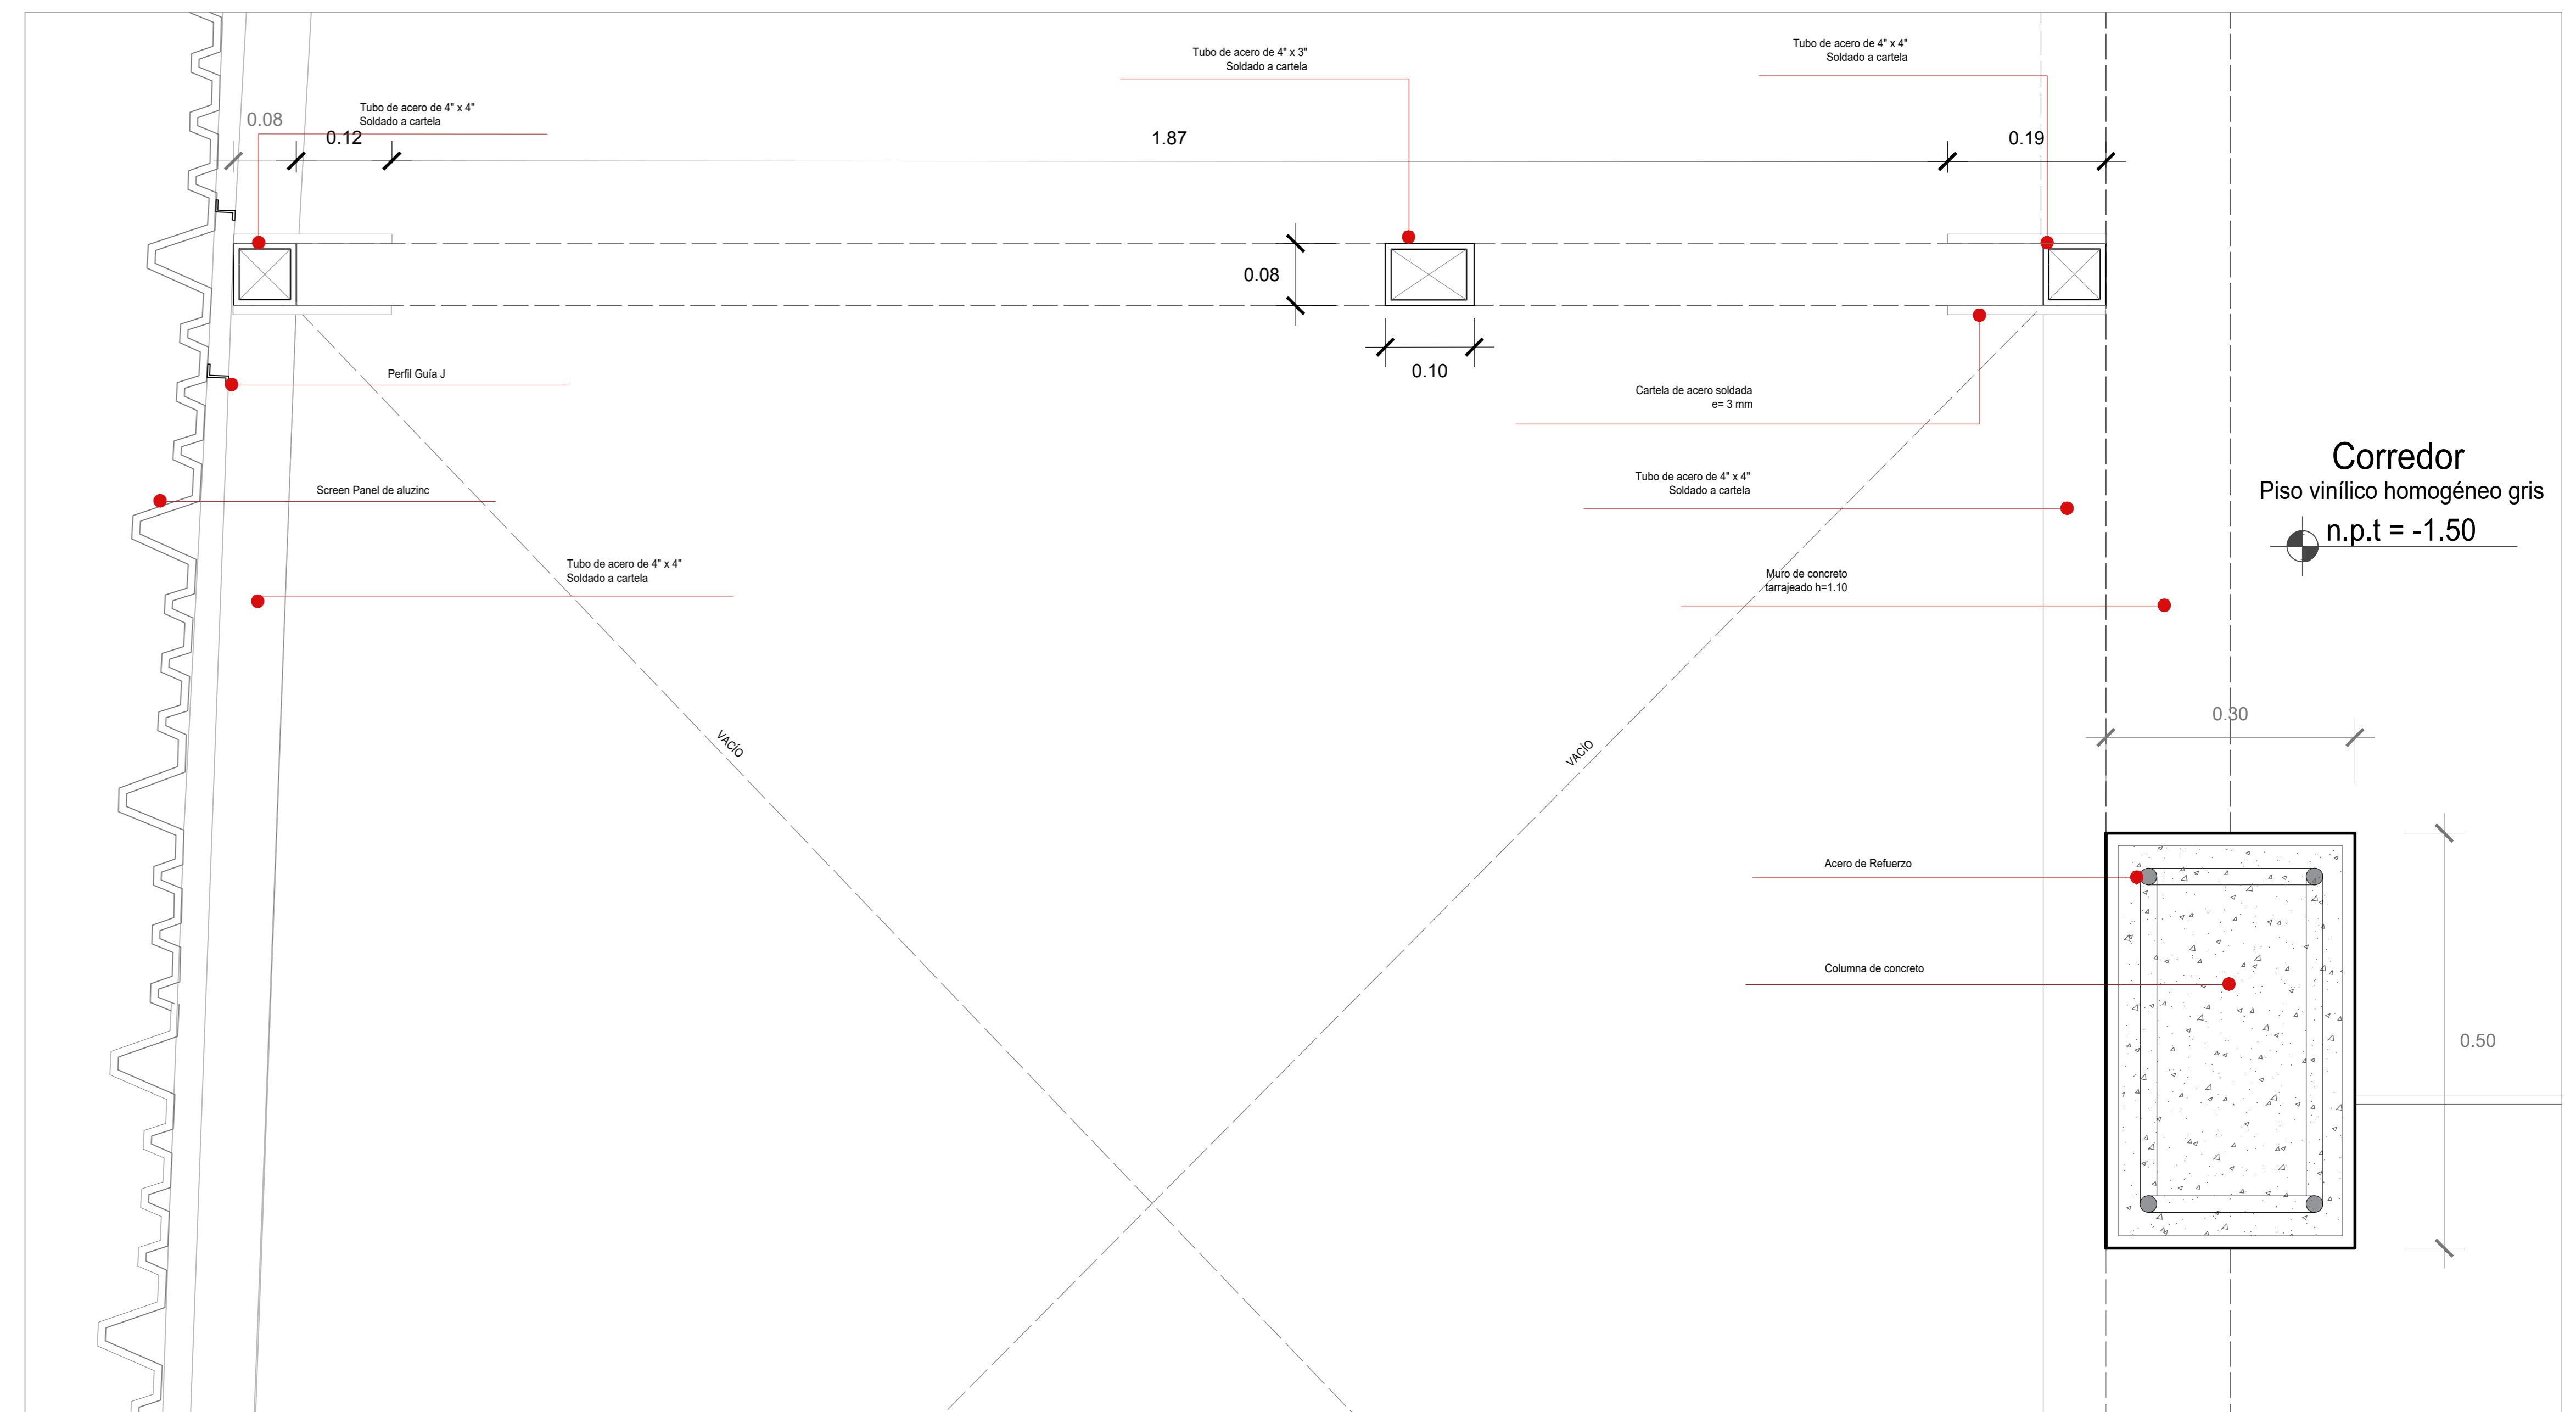 Tubo de acero de 4" x 3"
Soldado a cartela
Tubo de acero de 4" x 4"
Soldado a cartela
Tubo de acero de 4" x 4"
Soldado a cartela
0.08
0.12
1.87
0.19
0.08
0.10
Perfil Guía J
Cartela de acero soldada
e= 3 mm
Screen Panel de aluzinc
Tubo de acero de 4" x 4"
Soldado a cartela
Corredor
Piso vinílico homogéneo gris
n.p.t = -1.50
Tubo de acero de 4" x 4"
Soldado a cartela
Muro de concreto
tarrajeado h=1.10
VACÍO
VACÍO
0.30
Acero de Refuerzo
Columna de concreto
0.50